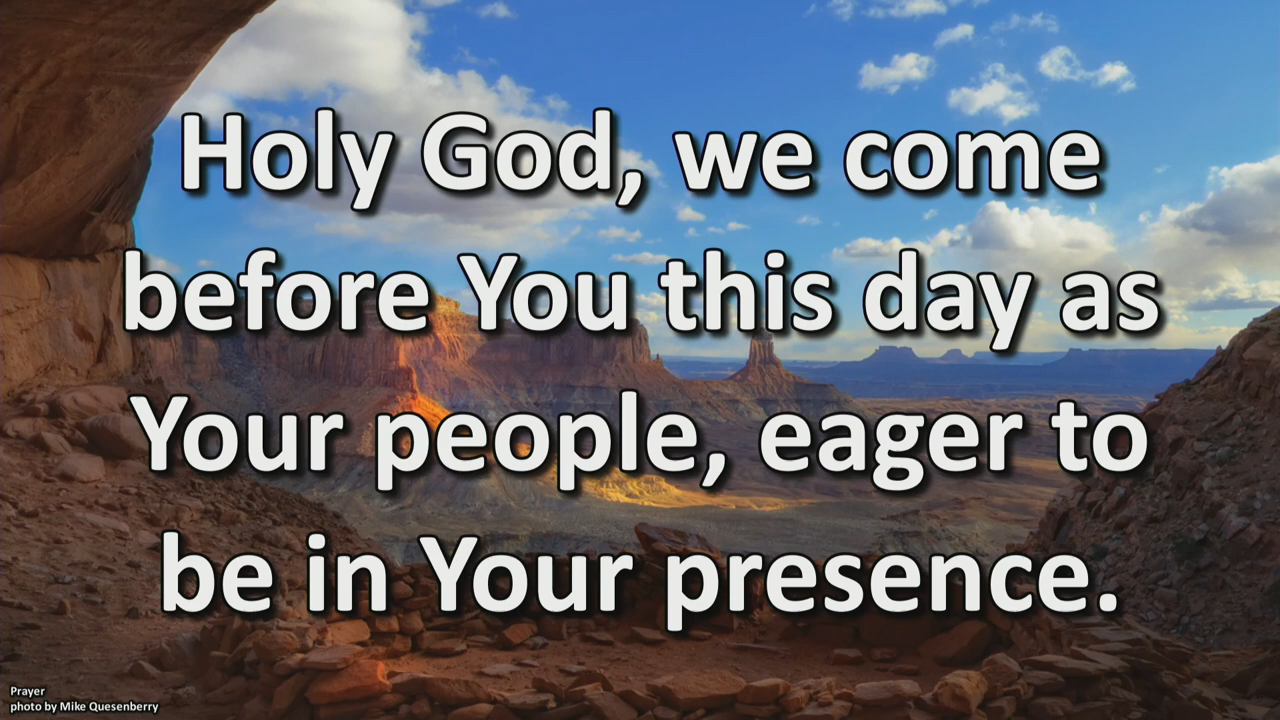 Holy God, we come
before You this day as
Your people, eager to
be in Your presence.
Prayer
photo by Mike Quesenberry